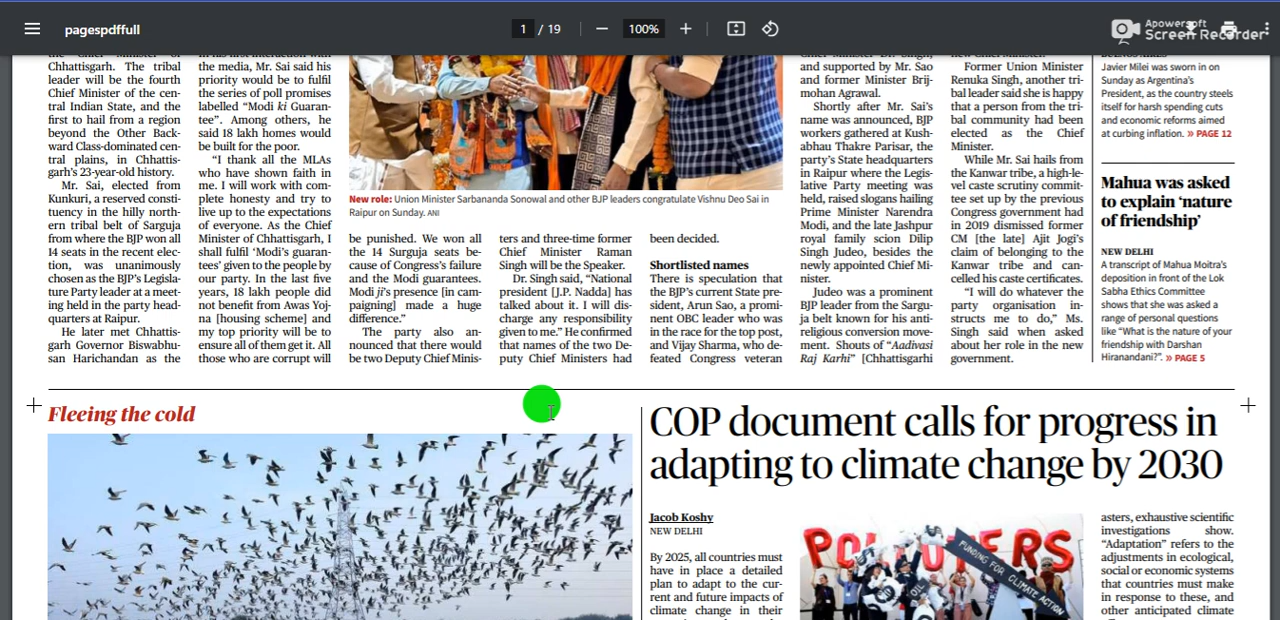 pagespdffull
1 / 19
100%
Apowersoft
Screen Recorder
Chhattisgarh. The tribal
leader will be the fourth
Chief Minister of the cen-
tral Indian State, and the
first to hail from a region
beyond the Other Back-
ward Class-dominated cen-
tral plains, in Chhattis-
garh's 23-year-old history.
Mr. Sai, elected from
Kunkuri, a reserved consti-
tuency in the hilly north-
ern tribal belt of Sarguja
from where the BJP won all
14 seats in the recent elec-
tion, was unanimously
chosen as the BJP's Legisla-
ture Party leader at a meet-
ing held in the party head-
quarters at Raipur.
He later met Chhattis-
garh Governor Biswabhu-
san Harichandan as the
the media, Mr. Sai said his
priority would be to fulfil
the series of poll promises
labelled “Modi ki Guaran-
tee”. Among others, he
said 18 lakh homes would
be built for the poor.
“I thank all the MLAs
who have shown faith in
me. I will work with com-
plete honesty and try to
live up to the expectations
of everyone. As the Chief
Minister of Chhattisgarh, I
shall fulfil ‘Modi's guaran-
tees’ given to the people by
our party. In the last five
years, 18 lakh people did
not benefit from Awas Yoj-
na [housing scheme] and
my top priority will be to
ensure all of them get it. All
those who are corrupt will
New role: Union Minister Sarbananda Sonowal and other BJP leaders congratulate Vishnu Deo Sai in
Raipur on Sunday. ANI
be punished. We won all
the 14 Surguja seats be-
cause of Congress's failure
and the Modi guarantees.
Modi ji's presence [in cam-
paigning] made a huge
difference.”
The party also an-
nounced that there would
be two Deputy Chief Minis-
ters and three-time former
Chief Minister Raman
Singh will be the Speaker.
Dr. Singh said, “National
president [J.P. Nadda] has
talked about it. I will dis-
charge any responsibility
given to me.” He confirmed
that names of the two De-
puty Chief Ministers had
been decided.
Shortlisted names
There is speculation that
the BJP's current State pre-
sident, Arun Sao, a promi-
nent OBC leader who was
in the race for the top post,
and Vijay Sharma, who de-
feated Congress veteran
and supported by Mr. Sao
and former Minister Brij-
mohan Agrawal.
Shortly after Mr. Sai's
name was announced, BJP
workers gathered at Kush-
abhau Thakre Parisar, the
party's State headquarters
in Raipur where the Legis-
lative Party meeting was
held, raised slogans hailing
Prime Minister Narendra
Modi, and the late Jashpur
royal family scion Dilip
Singh Judeo, besides the
newly appointed Chief Mi-
nister.
Judeo was a prominent
BJP leader from the Sargu-
ja belt known for his anti-
religious conversion move-
ment. Shouts of “Aadivasi
Raj Karhi” [Chhattisgarhi
Former Union Minister
Renuka Singh, another tri-
bal leader said she is happy
that a person from the tri-
bal community had been
elected as the Chief
Minister.
While Mr. Sai hails from
the Kanwar tribe, a high-le-
vel caste scrutiny commit-
tee set up by the previous
Congress government had
in 2019 dismissed former
CM [the late] Ajit Jogi's
claim of belonging to the
Kanwar tribe and can-
celled his caste certificates.
“I will do whatever the
party organisation in-
structs me to do,” Ms.
Singh said when asked
about her role in the new
government.
Javier Milei was sworn in on
Sunday as Argentina's
President, as the country steels
itself for harsh spending cuts
and economic reforms aimed
at curbing inflation. » PAGE 12
Mahua was asked
to explain ‘nature
of friendship’
NEW DELHI
A transcript of Mahua Moitra's
deposition in front of the Lok
Sabha Ethics Committee
shows that she was asked a
range of personal questions
like “What is the nature of your
friendship with Darshan
Hiranandani?”. » PAGE 5
Fleeing the cold
COP document calls for progress in
adapting to climate change by 2030
Jacob Koshy
NEW DELHI
By 2025, all countries must
have in place a detailed
plan to adapt to the cur-
rent and future impacts of
climate change in their
FUNDING FOR CLIMATE ACTION
OIL
asters, exhaustive scientific
investigations show.
“Adaptation” refers to the
adjustments in ecological,
social or economic systems
that countries must make
in response to these, and
other anticipated climate